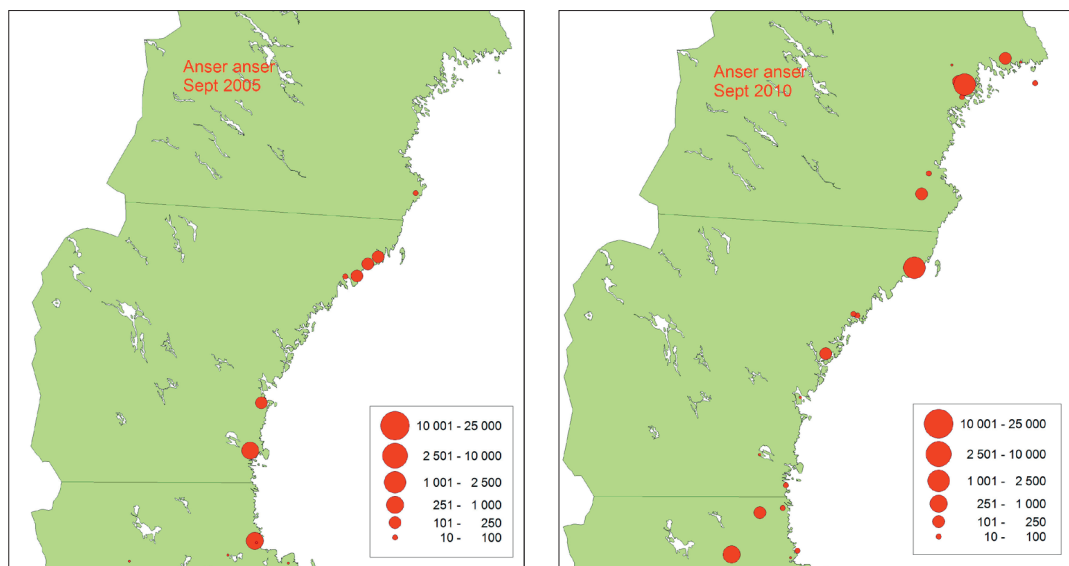 Anser anser
Sept 2005
10 001 - 25 000
2 501 - 10 000
1 001 - 2 500
251 - 1 000
101 - 250
10 - 100
Anser anser
Sept 2010
10 001 - 25 000
2 501 - 10 000
1 001 - 2 500
251 - 1 000
101 - 250
10 - 100